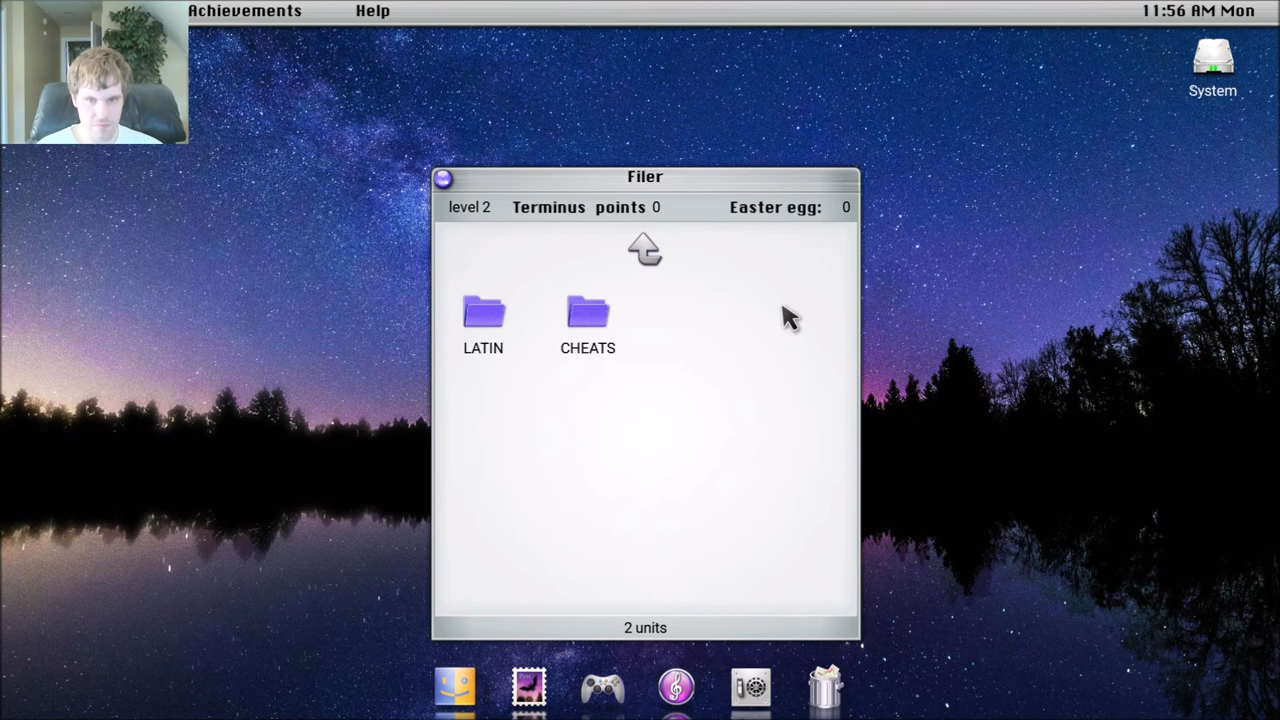 Achievements Help 11:56 AM Mon
System
Filer
level 2 Terminus points 0 Easter egg: 0
LATIN CHEATS
2 units